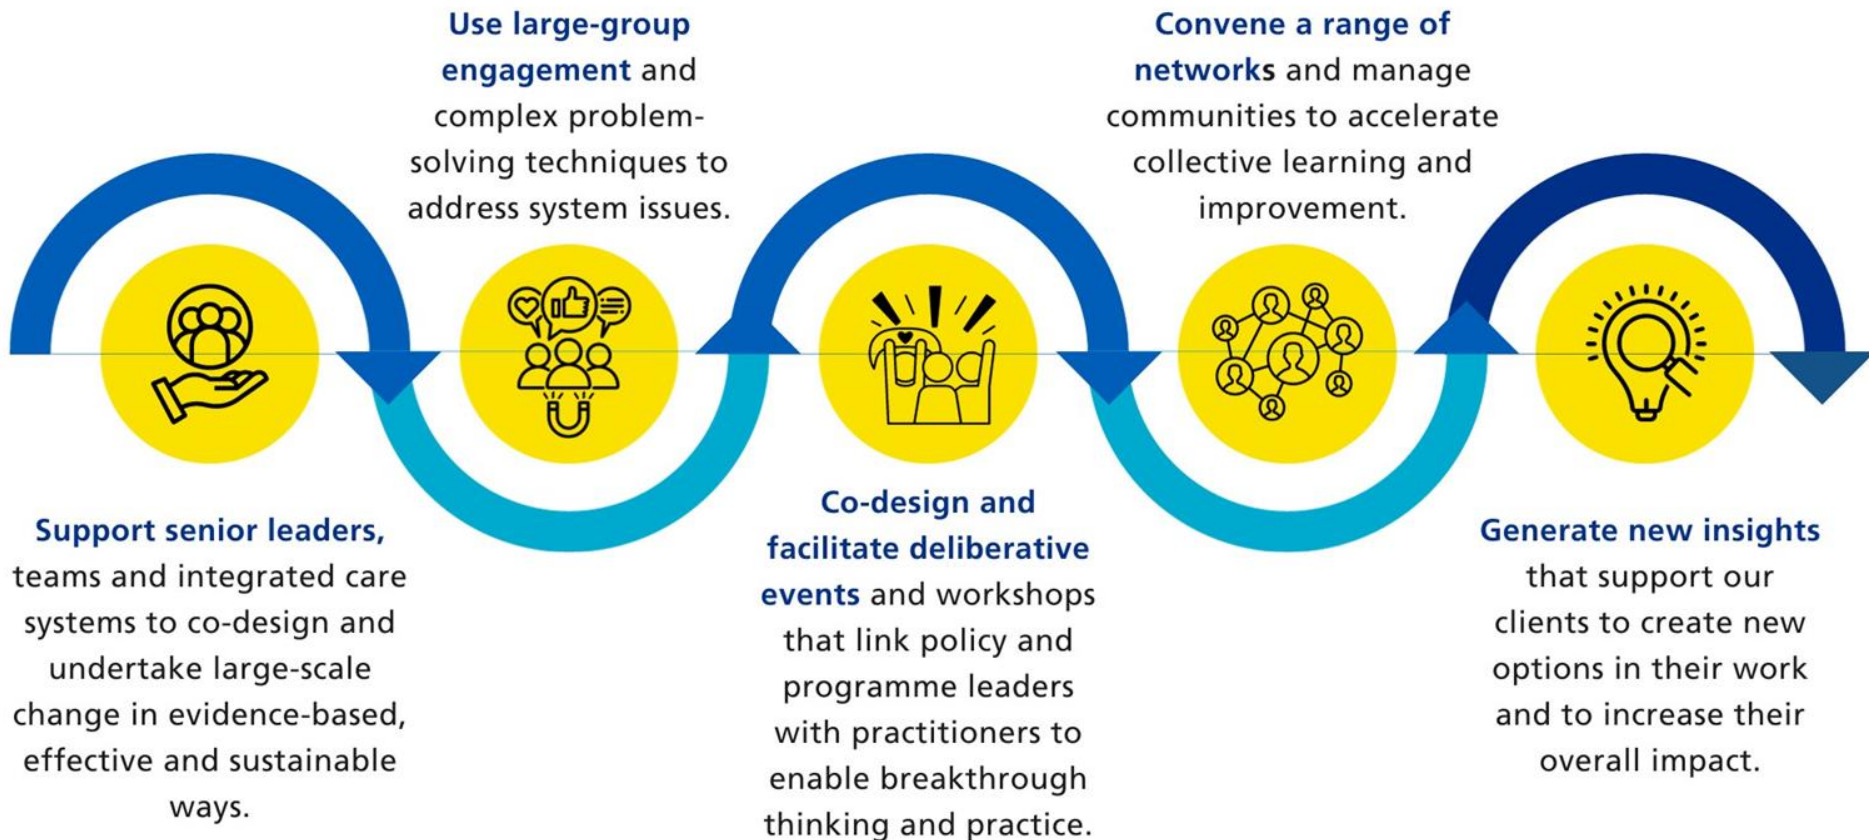 Support senior leaders,
teams and integrated care
systems to co-design and
undertake large-scale
change in evidence-based,
effective and sustainable
ways.
Use large-group
engagement and
complex problem-
solving techniques to
address system issues.
Co-design and
facilitate deliberative
events and workshops
that link policy and
programme leaders
with practitioners to
enable breakthrough
thinking and practice.
Convene a range of
networks and manage
communities to accelerate
collective learning and
improvement.
Generate new insights
that support our
clients to create new
options in their work
and to increase their
overall impact.